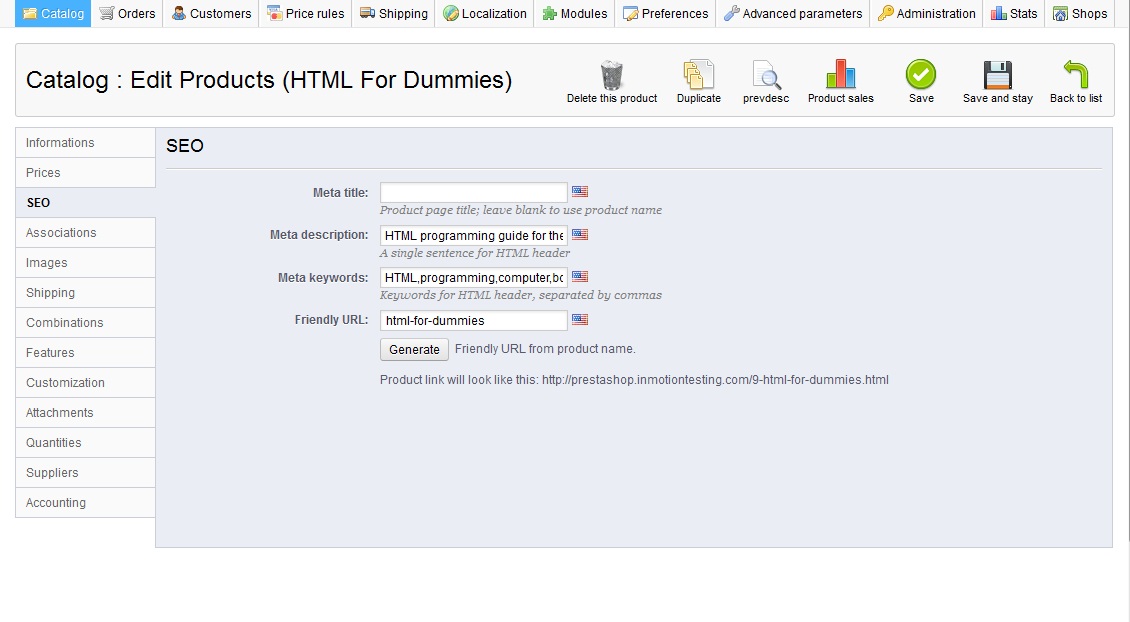 Catalog Orders Customers Price rules Shipping Localization Modules Preferences Advanced parameters Administration Stats Shops
Catalog : Edit Products (HTML For Dummies)
Delete this product Duplicate prevdesc Product sales Save Save and stay Back to list
Informations
Prices
SEO
Associations
Images
Shipping
Combinations
Features
Customization
Attachments
Quantities
Suppliers
Accounting
SEO
Meta title:
Product page title; leave blank to use product name
Meta description: HTML programming guide for the
A single sentence for HTML header
Meta keywords: HTML,programming,computer,bo
Keywords for HTML header, separated by commas
Friendly URL: html-for-dummies
Generate Friendly URL from product name.
Product link will look like this: http://prestashop.inmotiontesting.com/9-html-for-dummies.html